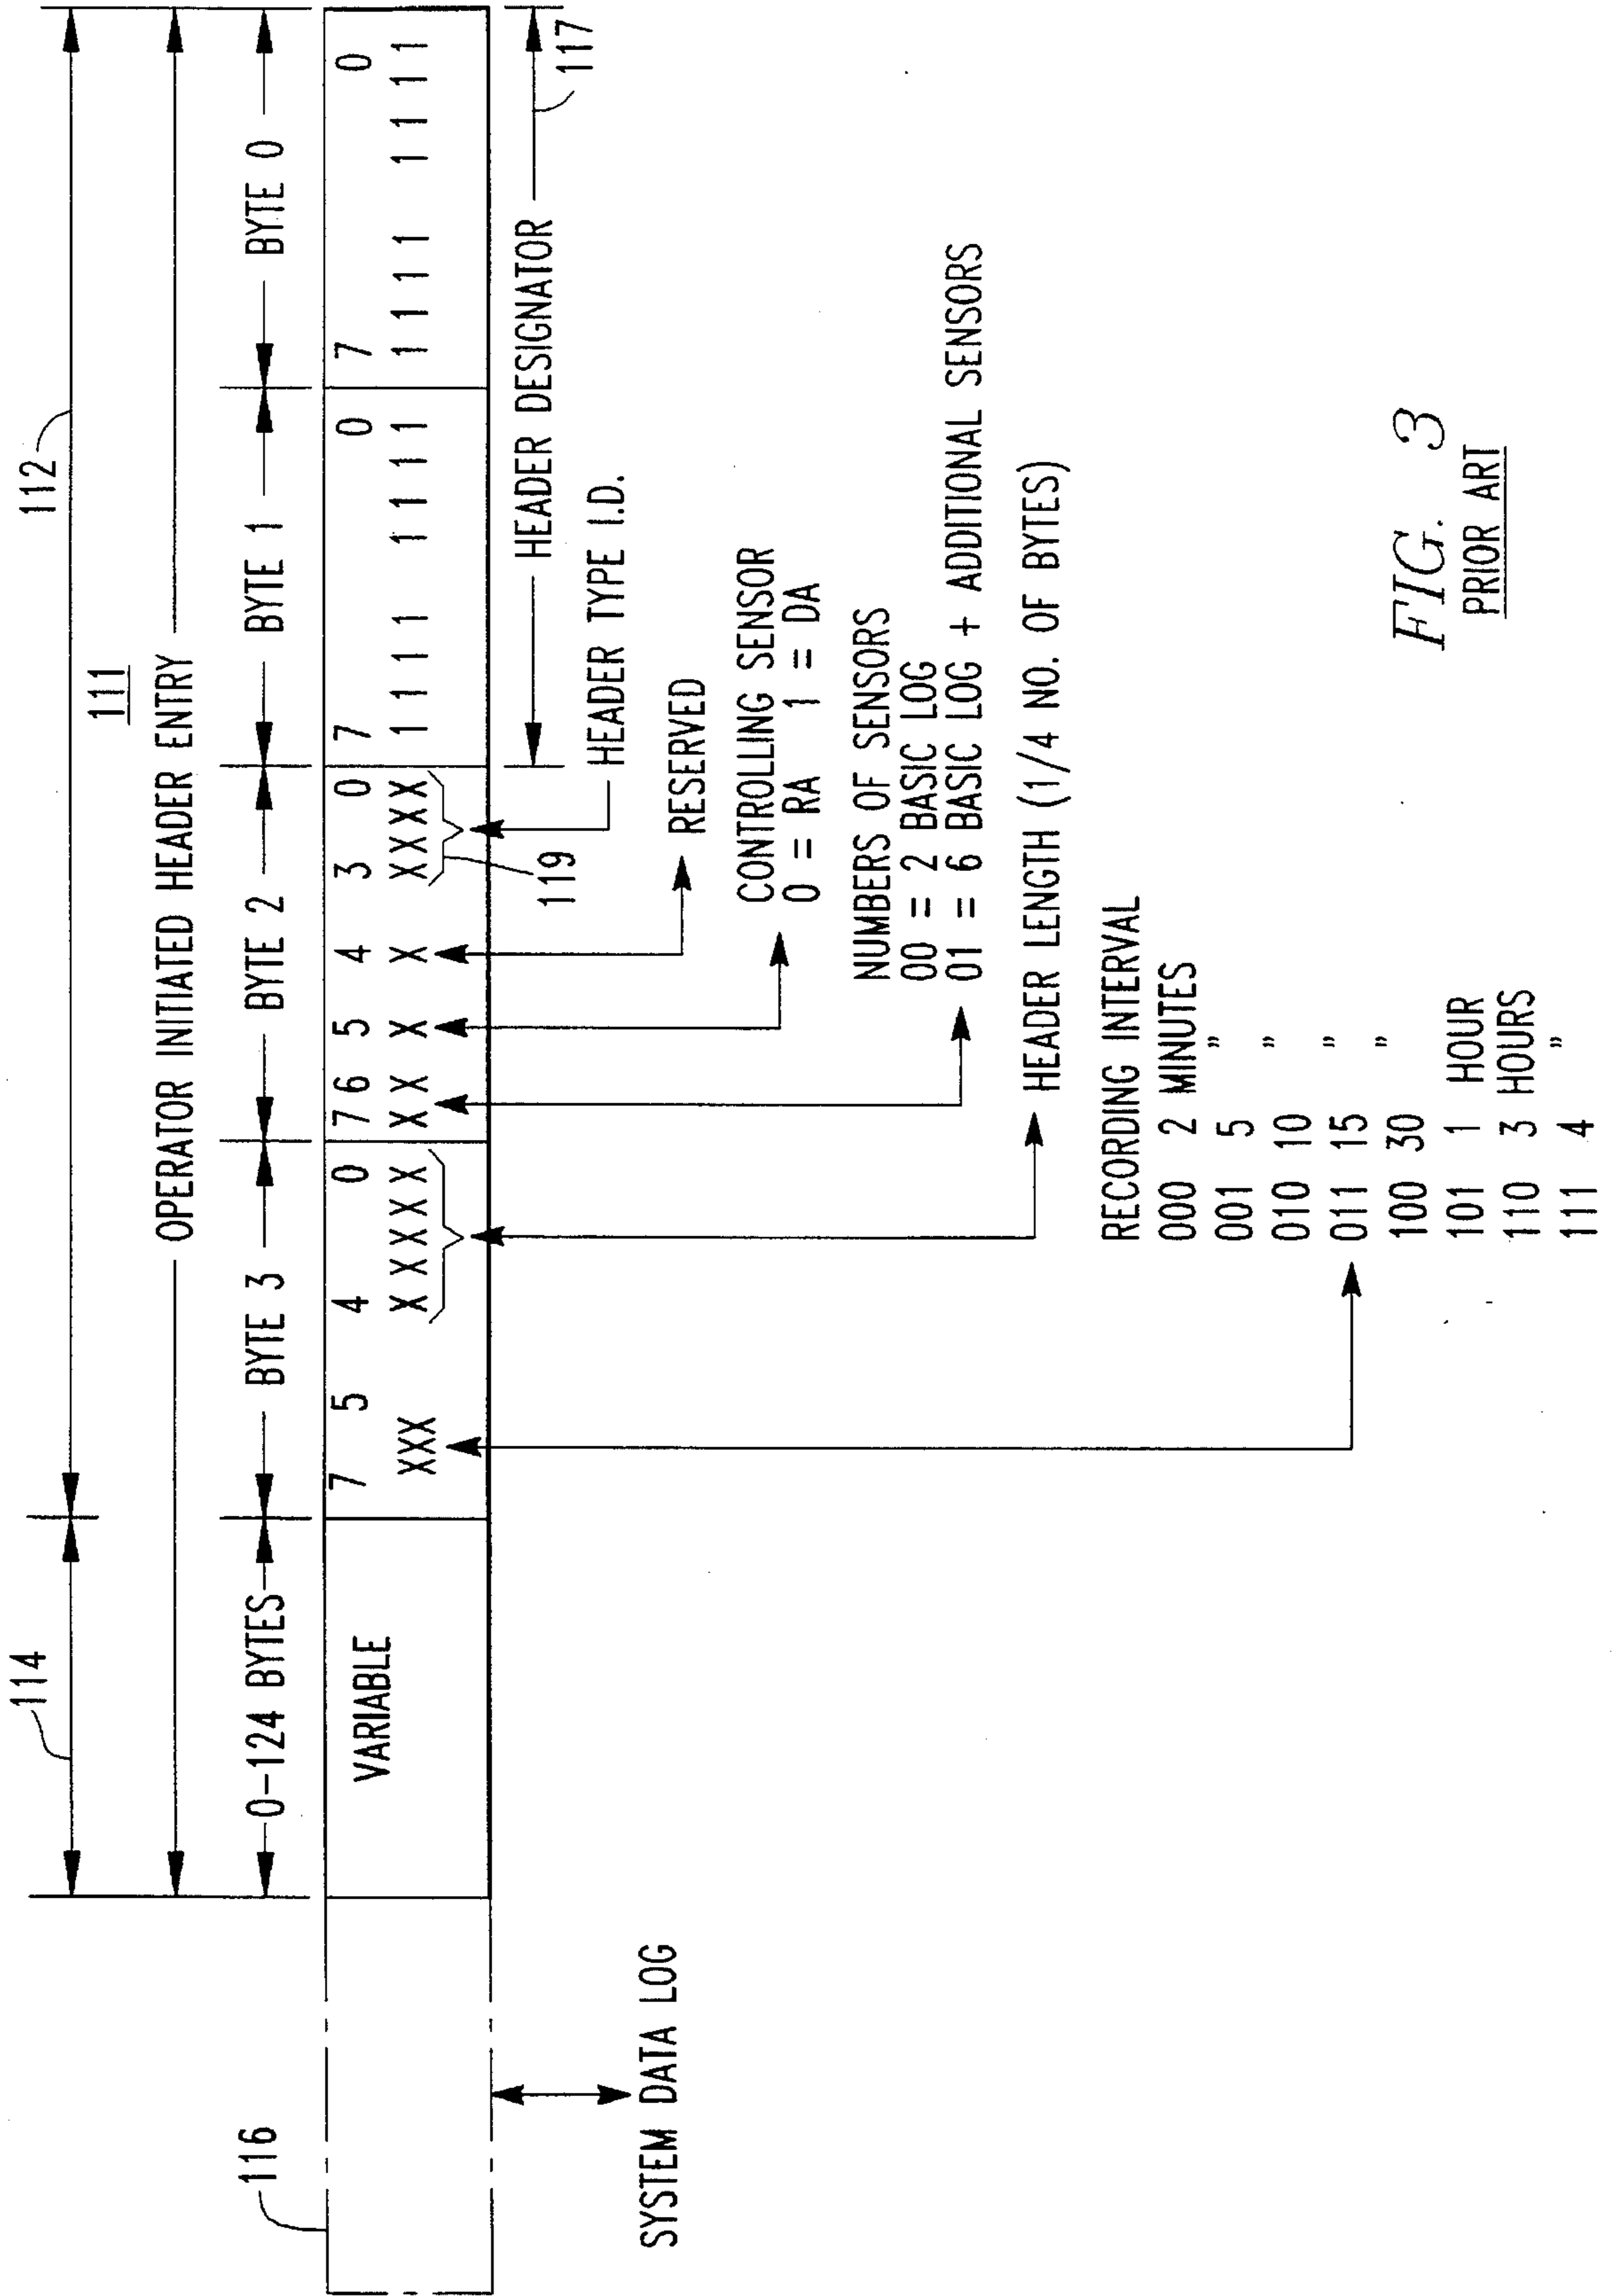 114
112
111
OPERATOR INITIATED HEADER ENTRY
0-124 BYTES
BYTE 3
BYTE 2
BYTE 1
BYTE 0
116
VARIABLE
7 5 4 0
7 6 5 4 3 0
7 0
7 0
XXX XXXXX
XX X X XXXX
1111 1111
1111 1111
119
117
HEADER DESIGNATOR
HEADER TYPE I.D.
SYSTEM DATA LOG
RESERVED
CONTROLLING SENSOR
0 = RA 1 = DA
NUMBERS OF SENSORS
00 = 2 BASIC LOG
01 = 6 BASIC LOG + ADDITIONAL SENSORS
HEADER LENGTH (1/4 NO. OF BYTES)
RECORDING INTERVAL
000 2 MINUTES
001 5 "
010 10 "
011 15 "
100 30 "
101 1 HOUR
110 3 HOURS
111 4 "
FIG. 3
PRIOR ART